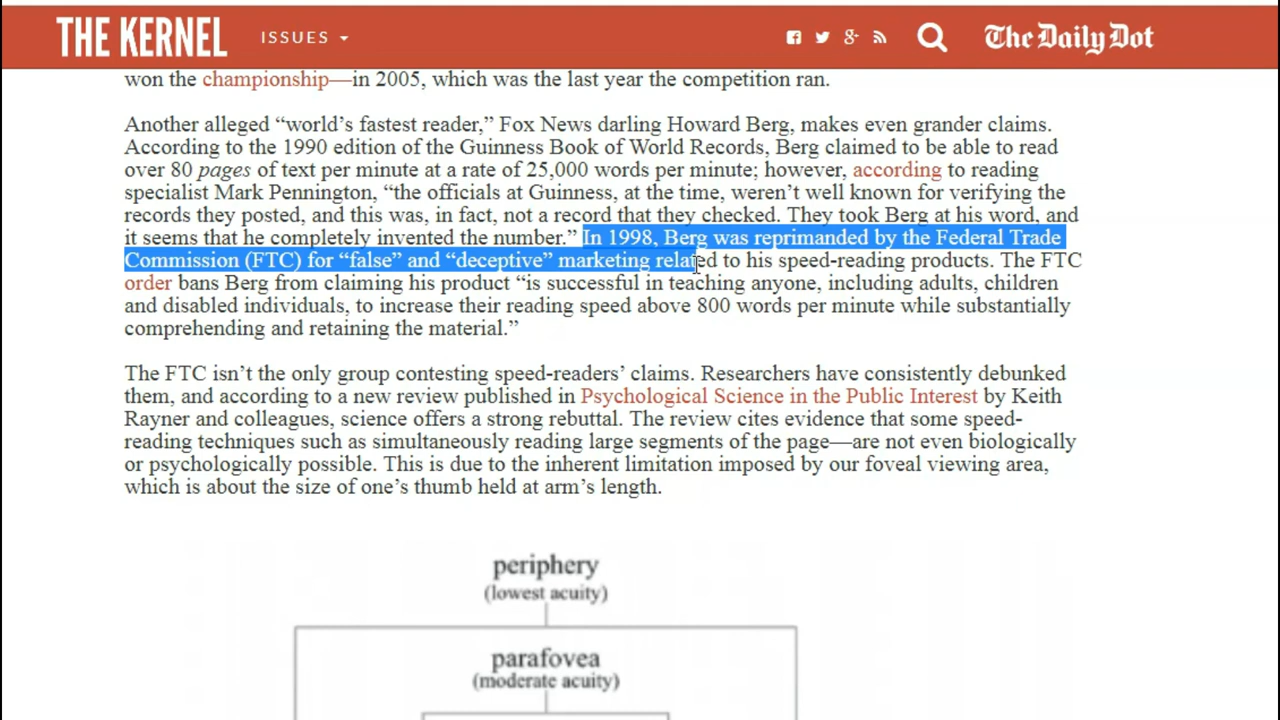 THE KERNEL
ISSUES
The Daily Dot
won the championship—in 2005, which was the last year the competition ran.
Another alleged “world’s fastest reader,” Fox News darling Howard Berg, makes even grander claims.
According to the 1990 edition of the Guinness Book of World Records, Berg claimed to be able to read
over 80 pages of text per minute at a rate of 25,000 words per minute; however, according to reading
specialist Mark Pennington, “the officials at Guinness, at the time, weren’t well known for verifying the
records they posted, and this was, in fact, not a record that they checked. They took Berg at his word, and
it seems that he completely invented the number.” In 1998, Berg was reprimanded by the Federal Trade
Commission (FTC) for “false” and “deceptive” marketing related to his speed-reading products. The FTC
order bans Berg from claiming his product “is successful in teaching anyone, including adults, children
and disabled individuals, to increase their reading speed above 800 words per minute while substantially
comprehending and retaining the material.”
The FTC isn’t the only group contesting speed-readers’ claims. Researchers have consistently debunked
them, and according to a new review published in Psychological Science in the Public Interest by Keith
Rayner and colleagues, science offers a strong rebuttal. The review cites evidence that some speed-
reading techniques such as simultaneously reading large segments of the page—are not even biologically
or psychologically possible. This is due to the inherent limitation imposed by our foveal viewing area,
which is about the size of one’s thumb held at arm’s length.
periphery
(lowest acuity)
parafovea
(moderate acuity)